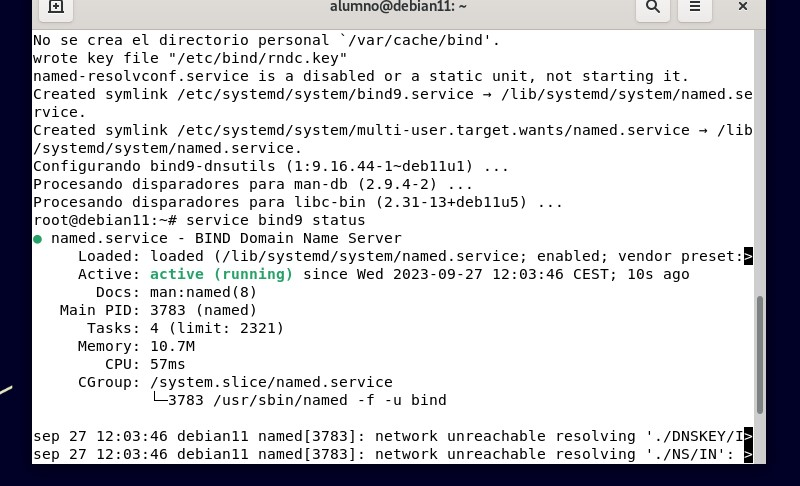 alumno@debian11: ~
No se crea el directorio personal `/var/cache/bind'.
wrote key file "/etc/bind/rndc.key"
named-resolvconf.service is a disabled or a static unit, not starting it.
Created symlink /etc/systemd/system/bind9.service → /lib/systemd/system/named.se
rvice.
Created symlink /etc/systemd/system/multi-user.target.wants/named.service → /lib
/systemd/system/named.service.
Configurando bind9-dnsutils (1:9.16.44-1~deb11u1) ...
Procesando disparadores para man-db (2.9.4-2) ...
Procesando disparadores para libc-bin (2.31-13+deb11u5) ...
root@debian11:~# service bind9 status
● named.service - BIND Domain Name Server
Loaded: loaded (/lib/systemd/system/named.service; enabled; vendor preset:>
Active: active (running) since Wed 2023-09-27 12:03:46 CEST; 10s ago
Docs: man:named(8)
Main PID: 3783 (named)
Tasks: 4 (limit: 2321)
Memory: 10.7M
CPU: 57ms
CGroup: /system.slice/named.service
└─3783 /usr/sbin/named -f -u bind
sep 27 12:03:46 debian11 named[3783]: network unreachable resolving './DNSKEY/I>
sep 27 12:03:46 debian11 named[3783]: network unreachable resolving './NS/IN': >